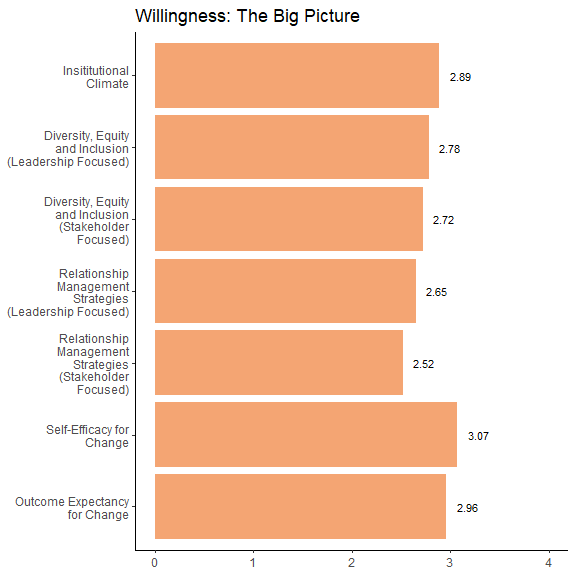 Willingness: The Big Picture
Insititutional
Climate
2.89
Diversity, Equity
and Inclusion
(Leadership Focused)
2.78
Diversity, Equity
and Inclusion
(Stakeholder
Focused)
2.72
Relationship
Management
Strategies
(Leadership Focused)
2.65
Relationship
Management
Strategies
(Stakeholder
Focused)
2.52
Self-Efficacy for
Change
3.07
Outcome Expectancy
for Change
2.96
0 1 2 3 4